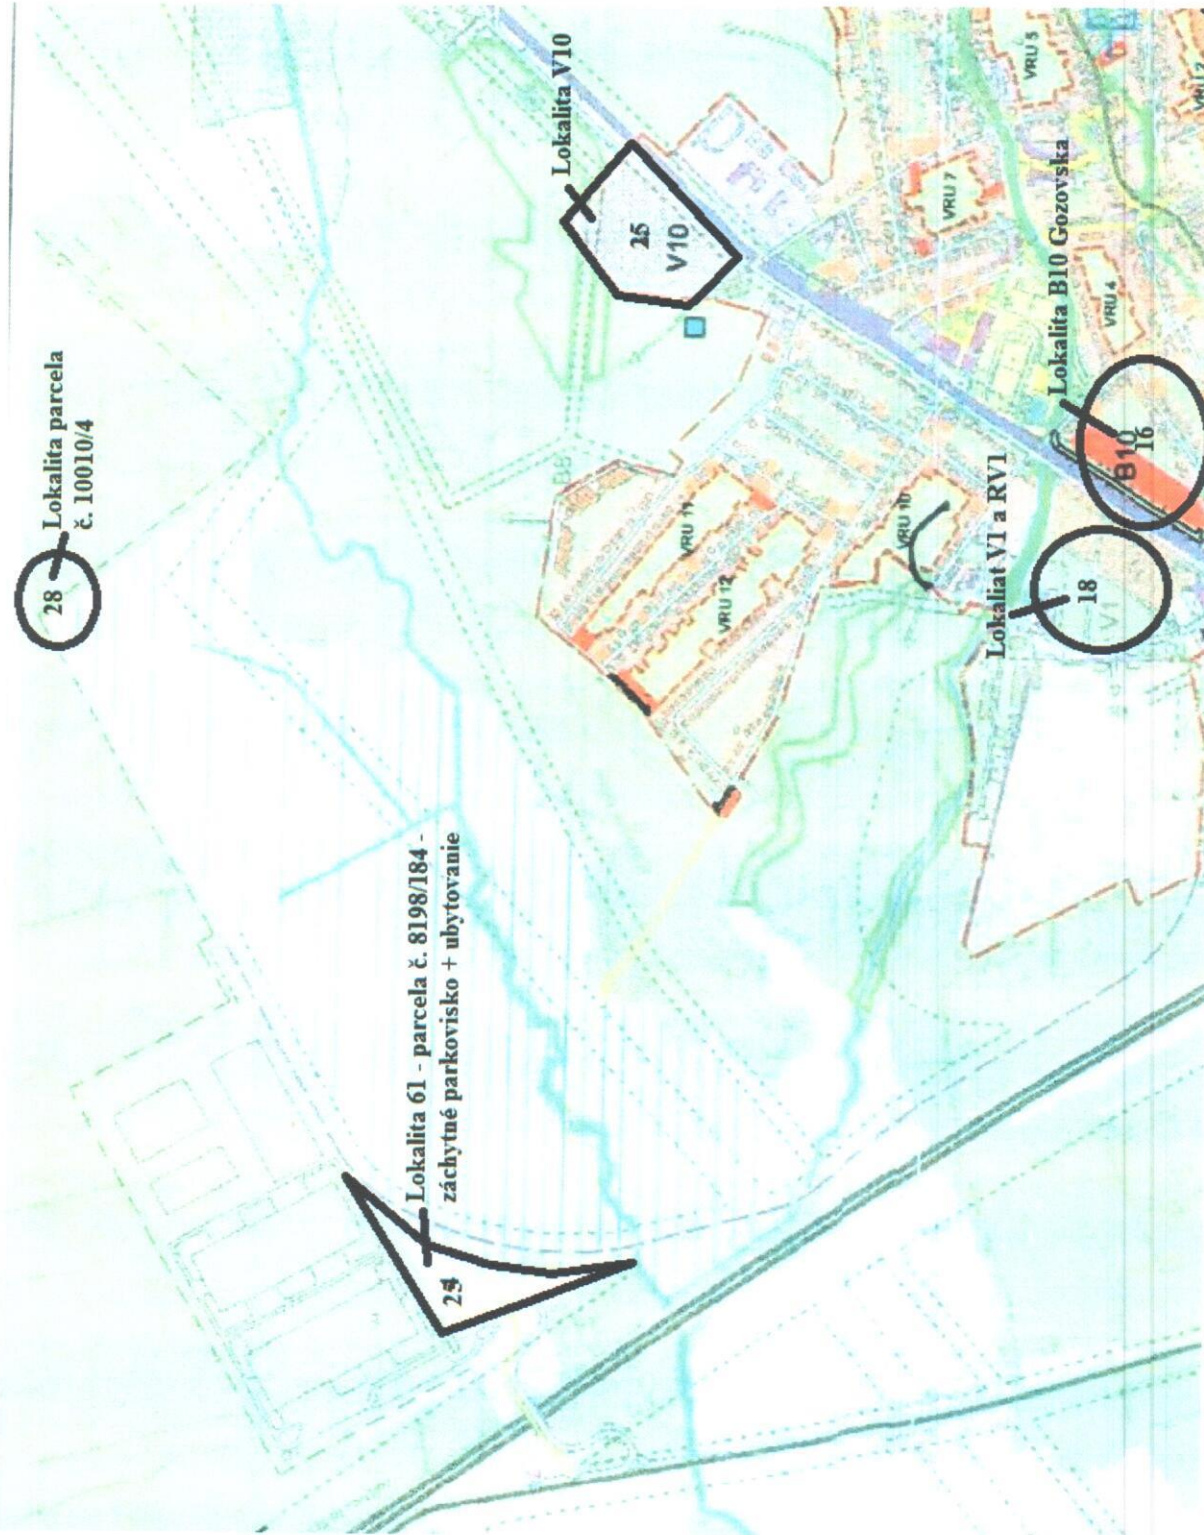 28
Lokalita parcela
č. 10010/4
Lokalita V10
25
V10
Lokalita 61 - parcela č. 8198/184 -
záchytné parkovisko + ubytovanie
Lokalita B10 Gozovska
B10
16
Lokaliat V1 a RV1
18
V1
VRU 5
VRU 7
VRU 4
VRU 11
VRU 12
VRU 10